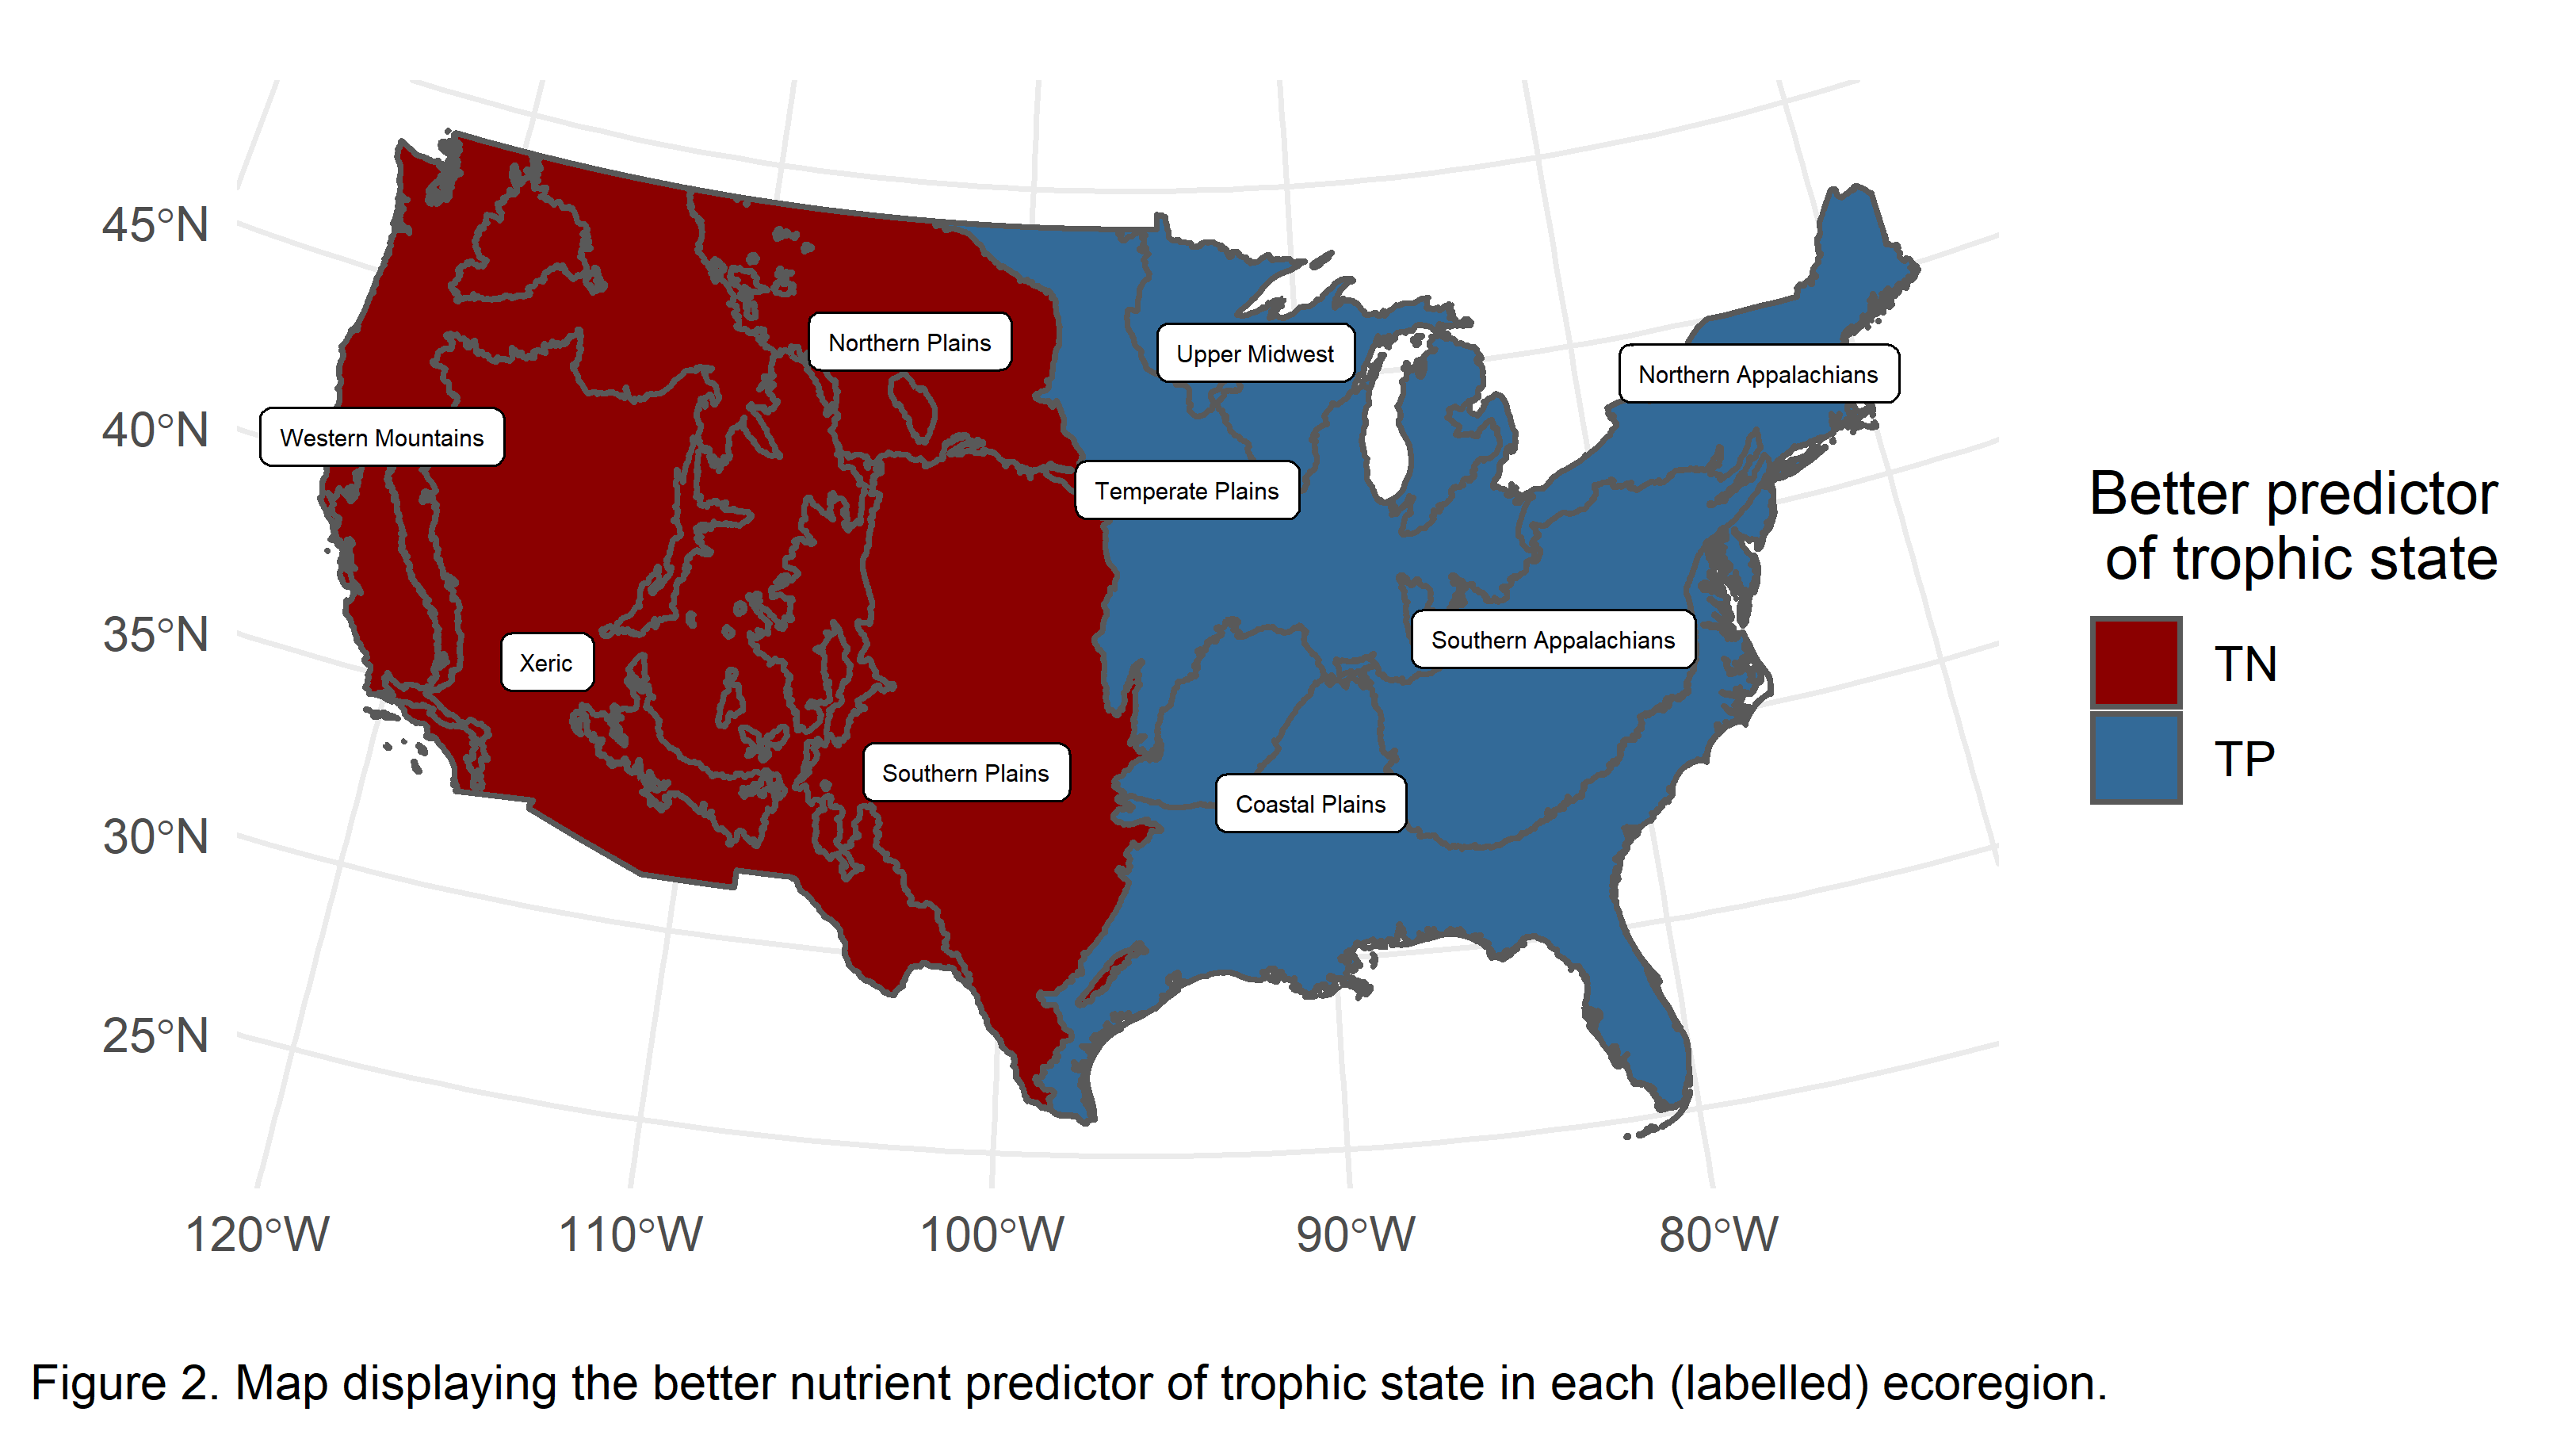 45°N
40°N
35°N
30°N
25°N
120°W
110°W
100°W
90°W
80°W
Northern Plains
Upper Midwest
Northern Appalachians
Western Mountains
Temperate Plains
Southern Appalachians
Xeric
Southern Plains
Coastal Plains
Better predictor
of trophic state
TN
TP
Figure 2. Map displaying the better nutrient predictor of trophic state in each (labelled) ecoregion.